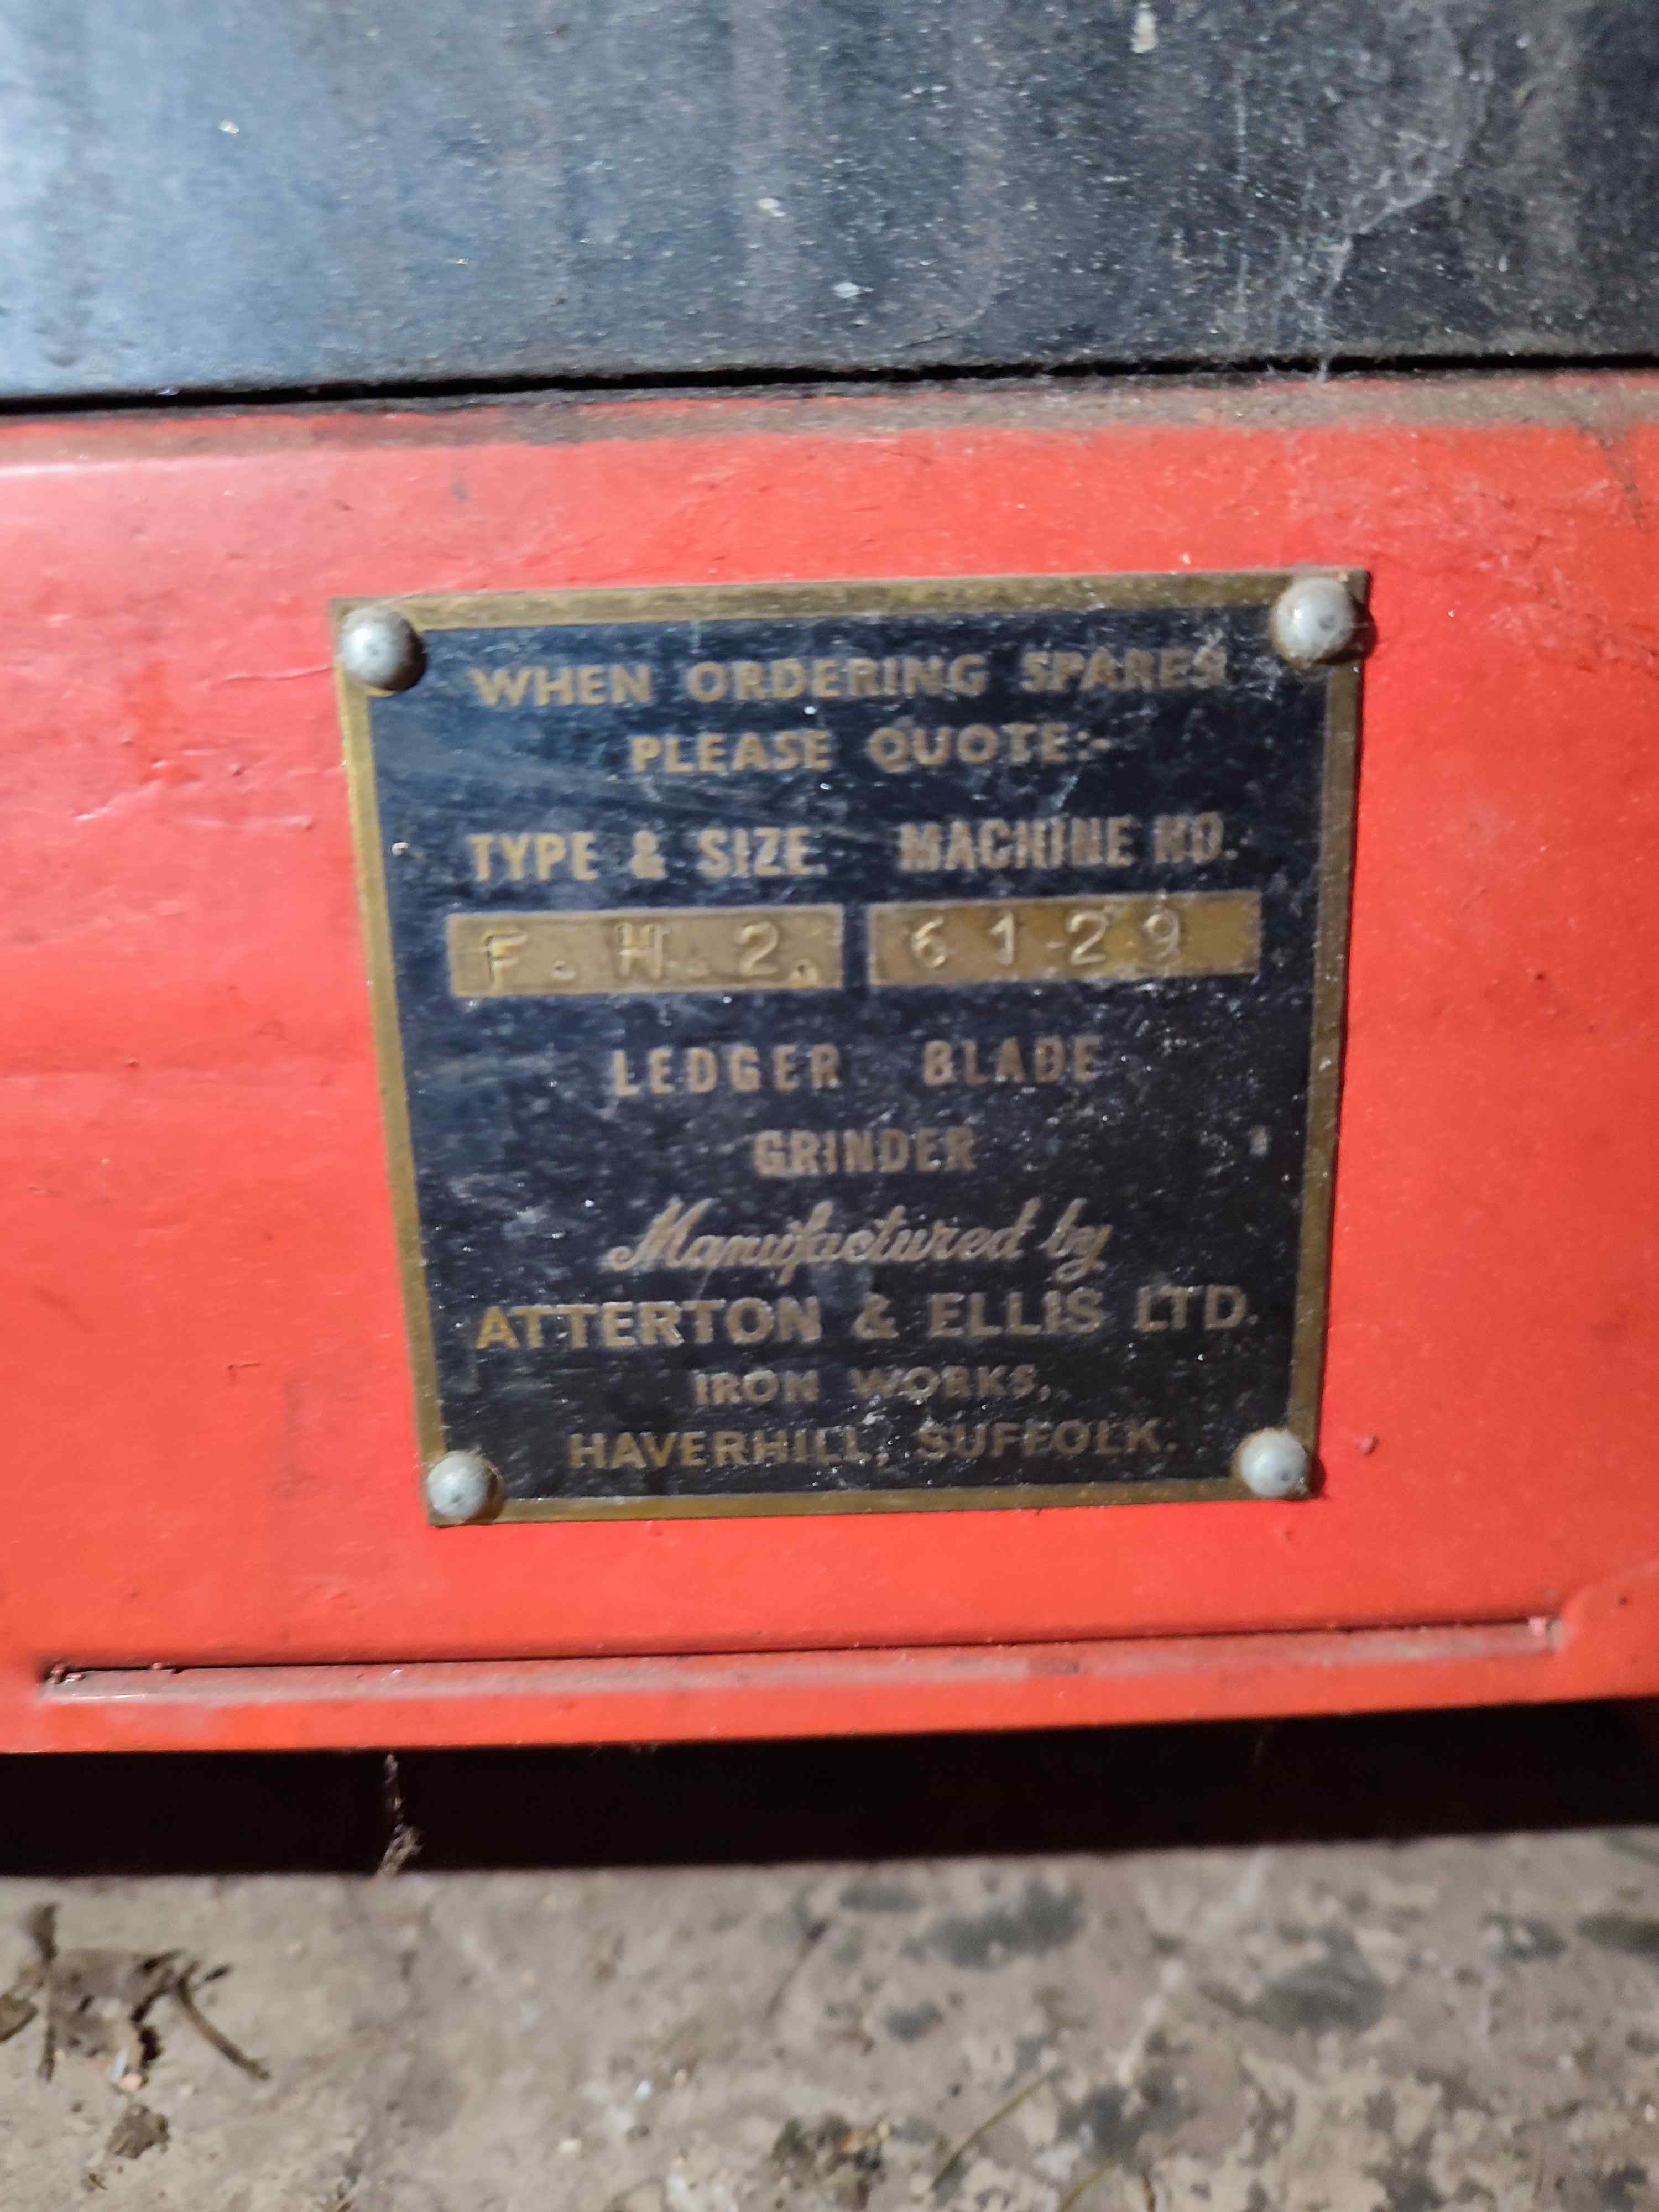 WHEN ORDERING SPARES
PLEASE QUOTE:-
TYPE & SIZE. MACHINE NO.
F. H. 2. 6129
LEDGER BLADE
GRINDER
Manufactured by
ATTERTON & ELLIS LTD.
IRON WORKS,
HAVERHILL, SUFFOLK.